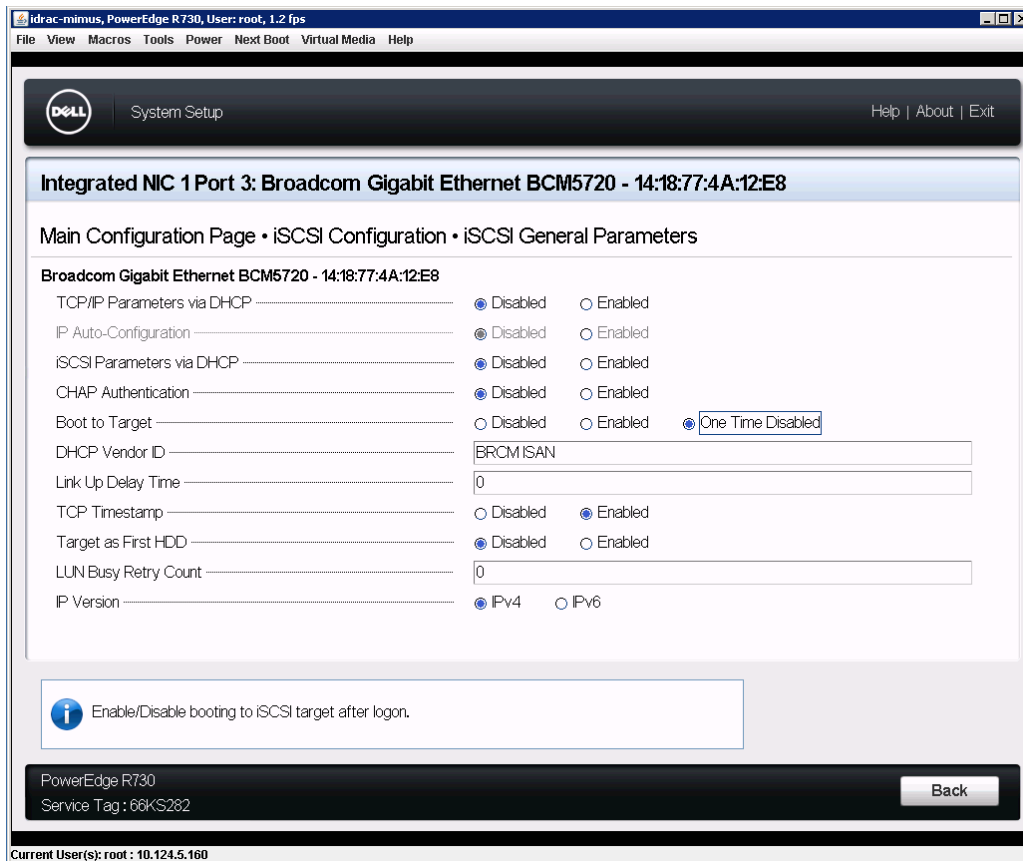 idrac-mimus, PowerEdge R730, User: root, 1.2 fps
File View Macros Tools Power Next Boot Virtual Media Help
DELL System Setup Help | About | Exit
Integrated NIC 1 Port 3: Broadcom Gigabit Ethernet BCM5720 - 14:18:77:4A:12:E8
Main Configuration Page • iSCSI Configuration • iSCSI General Parameters
Broadcom Gigabit Ethernet BCM5720 - 14:18:77:4A:12:E8
TCP/IP Parameters via DHCP Disabled Enabled
IP Auto-Configuration Disabled Enabled
iSCSI Parameters via DHCP Disabled Enabled
CHAP Authentication Disabled Enabled
Boot to Target Disabled Enabled One Time Disabled
DHCP Vendor ID BRCM ISAN
Link Up Delay Time 0
TCP Timestamp Disabled Enabled
Target as First HDD Disabled Enabled
LUN Busy Retry Count 0
IP Version IPv4 IPv6
Enable/Disable booting to iSCSI target after logon.
PowerEdge R730
Service Tag : 66KS282
Back
Current User(s): root : 10.124.5.160